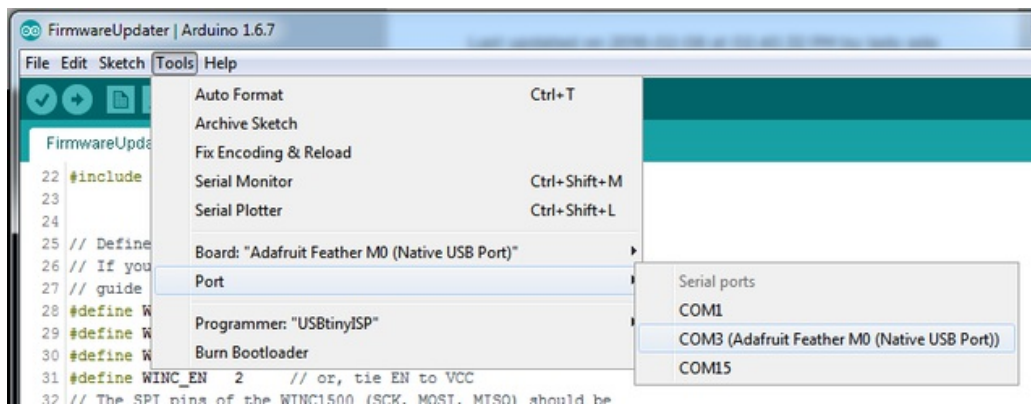 FirmwareUpdater | Arduino 1.6.7
File Edit Sketch Tools Help
Auto Format Ctrl+T
Archive Sketch
FirmwareUpda
Fix Encoding & Reload
22 #include
Serial Monitor Ctrl+Shift+M
23
Serial Plotter Ctrl+Shift+L
24
25 // Define
Board: "Adafruit Feather M0 (Native USB Port)"
26 // If you
Port
Serial ports
27 // guide
COM1
28 #define W
Programmer: "USBtinyISP"
29 #define W
COM3 (Adafruit Feather M0 (Native USB Port))
30 #define W
Burn Bootloader
COM15
31 #define WINC_EN 2 // or, tie EN to VCC
32 // The SPI pins of the WINC1500 (SCK, MOSI, MISO) should be